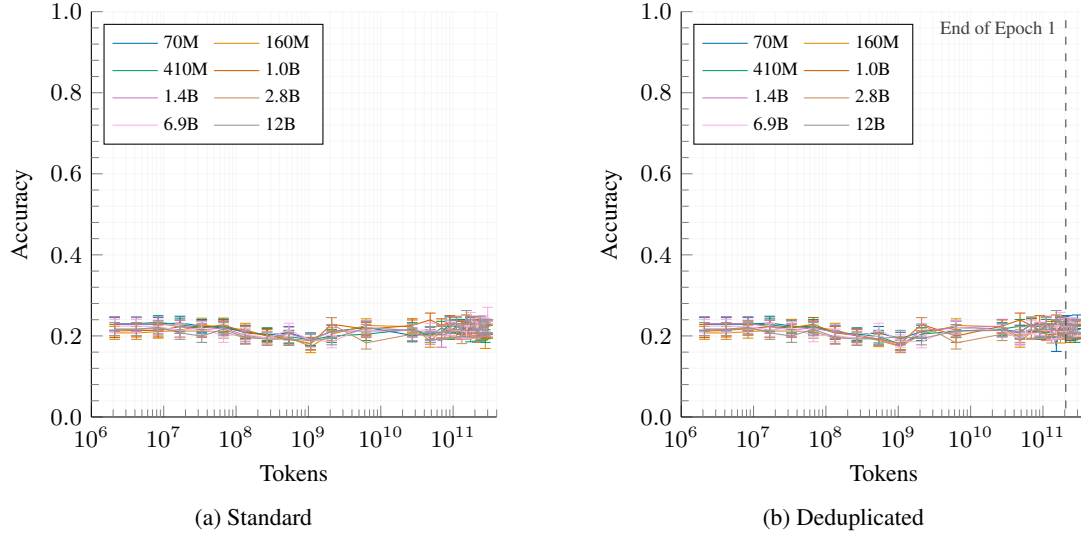 1.0
0.8
0.6
0.4
0.2
0.0
Accuracy
70M 160M
410M 1.0B
1.4B 2.8B
6.9B 12B
10^6 10^7 10^8 10^9 10^10 10^11
Tokens
(a) Standard
1.0
0.8
0.6
0.4
0.2
0.0
Accuracy
End of Epoch 1
70M 160M
410M 1.0B
1.4B 2.8B
6.9B 12B
10^6 10^7 10^8 10^9 10^10 10^11
Tokens
(b) Deduplicated